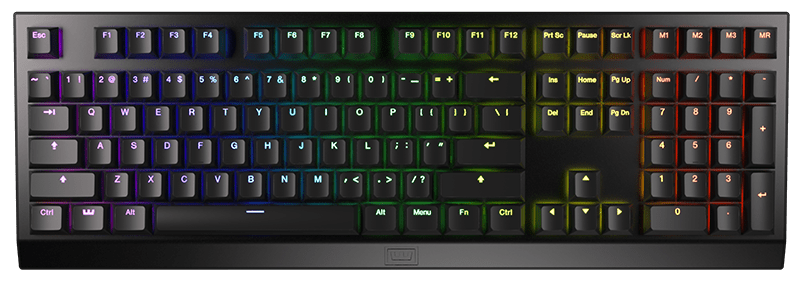 Esc F1 F2 F3 F4 F5 F6 F7 F8 F9 F10 F11 F12 Prt Sc Pause Scr Lk M1 M2 M3 MR
~ ` 1 ! 2 @ 3 # 4 $ 5 % 6 ^ 7 & 8 * 9 ( 0 ) - _ = + ← Ins Home Pg Up Num / * -
Q W E R T Y U I O P [ { ] } \ | Del End Pg Dn 7 8 9 +
A S D F G H J K L ; : ' " 4 5 6
Z X C V B N M , < . > / ? 1 2 3
Ctrl Alt Alt Menu Fn Ctrl 0 .